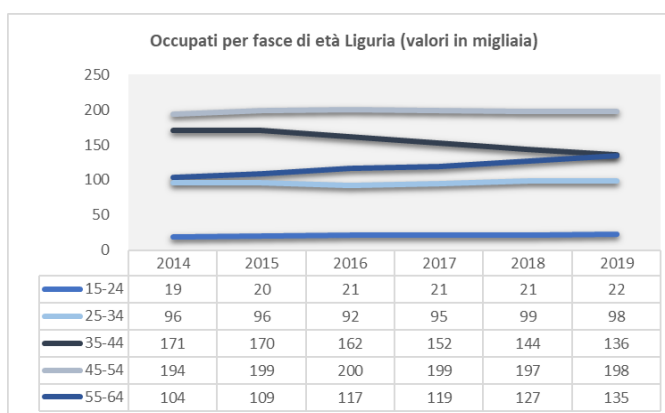 Occupati per fasce di età Liguria (valori in migliaia)
250
200
150
100
50
0
2014 2015 2016 2017 2018 2019
15-24 19 20 21 21 21 22
25-34 96 96 92 95 99 98
35-44 171 170 162 152 144 136
45-54 194 199 200 199 197 198
55-64 104 109 117 119 127 135